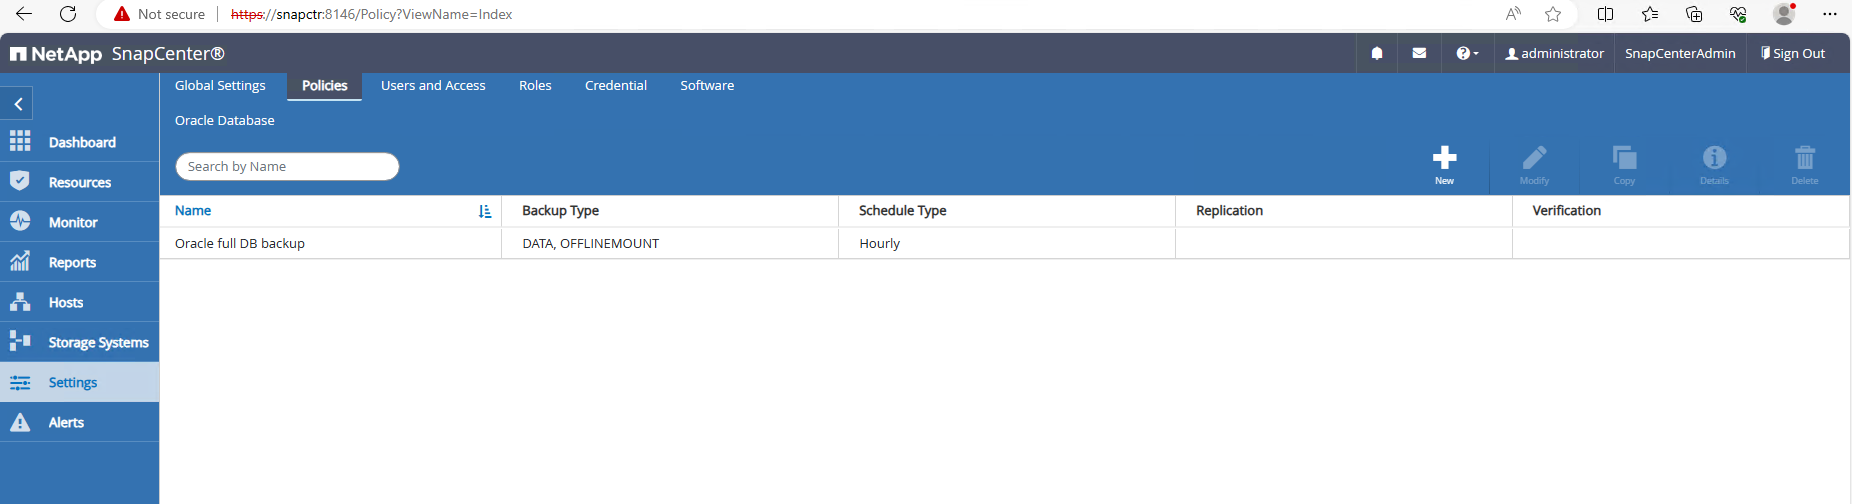 Not secure https://snapctr:8146/Policy?ViewName=Index
NetApp SnapCenter® administrator SnapCenterAdmin Sign Out
Global Settings Policies Users and Access Roles Credential Software
Oracle Database
Search by Name
New Modify Copy Details Delete
Dashboard
Resources
Monitor
Reports
Hosts
Storage Systems
Settings
Alerts
Name Backup Type Schedule Type Replication Verification
Oracle full DB backup DATA, OFFLINEMOUNT Hourly